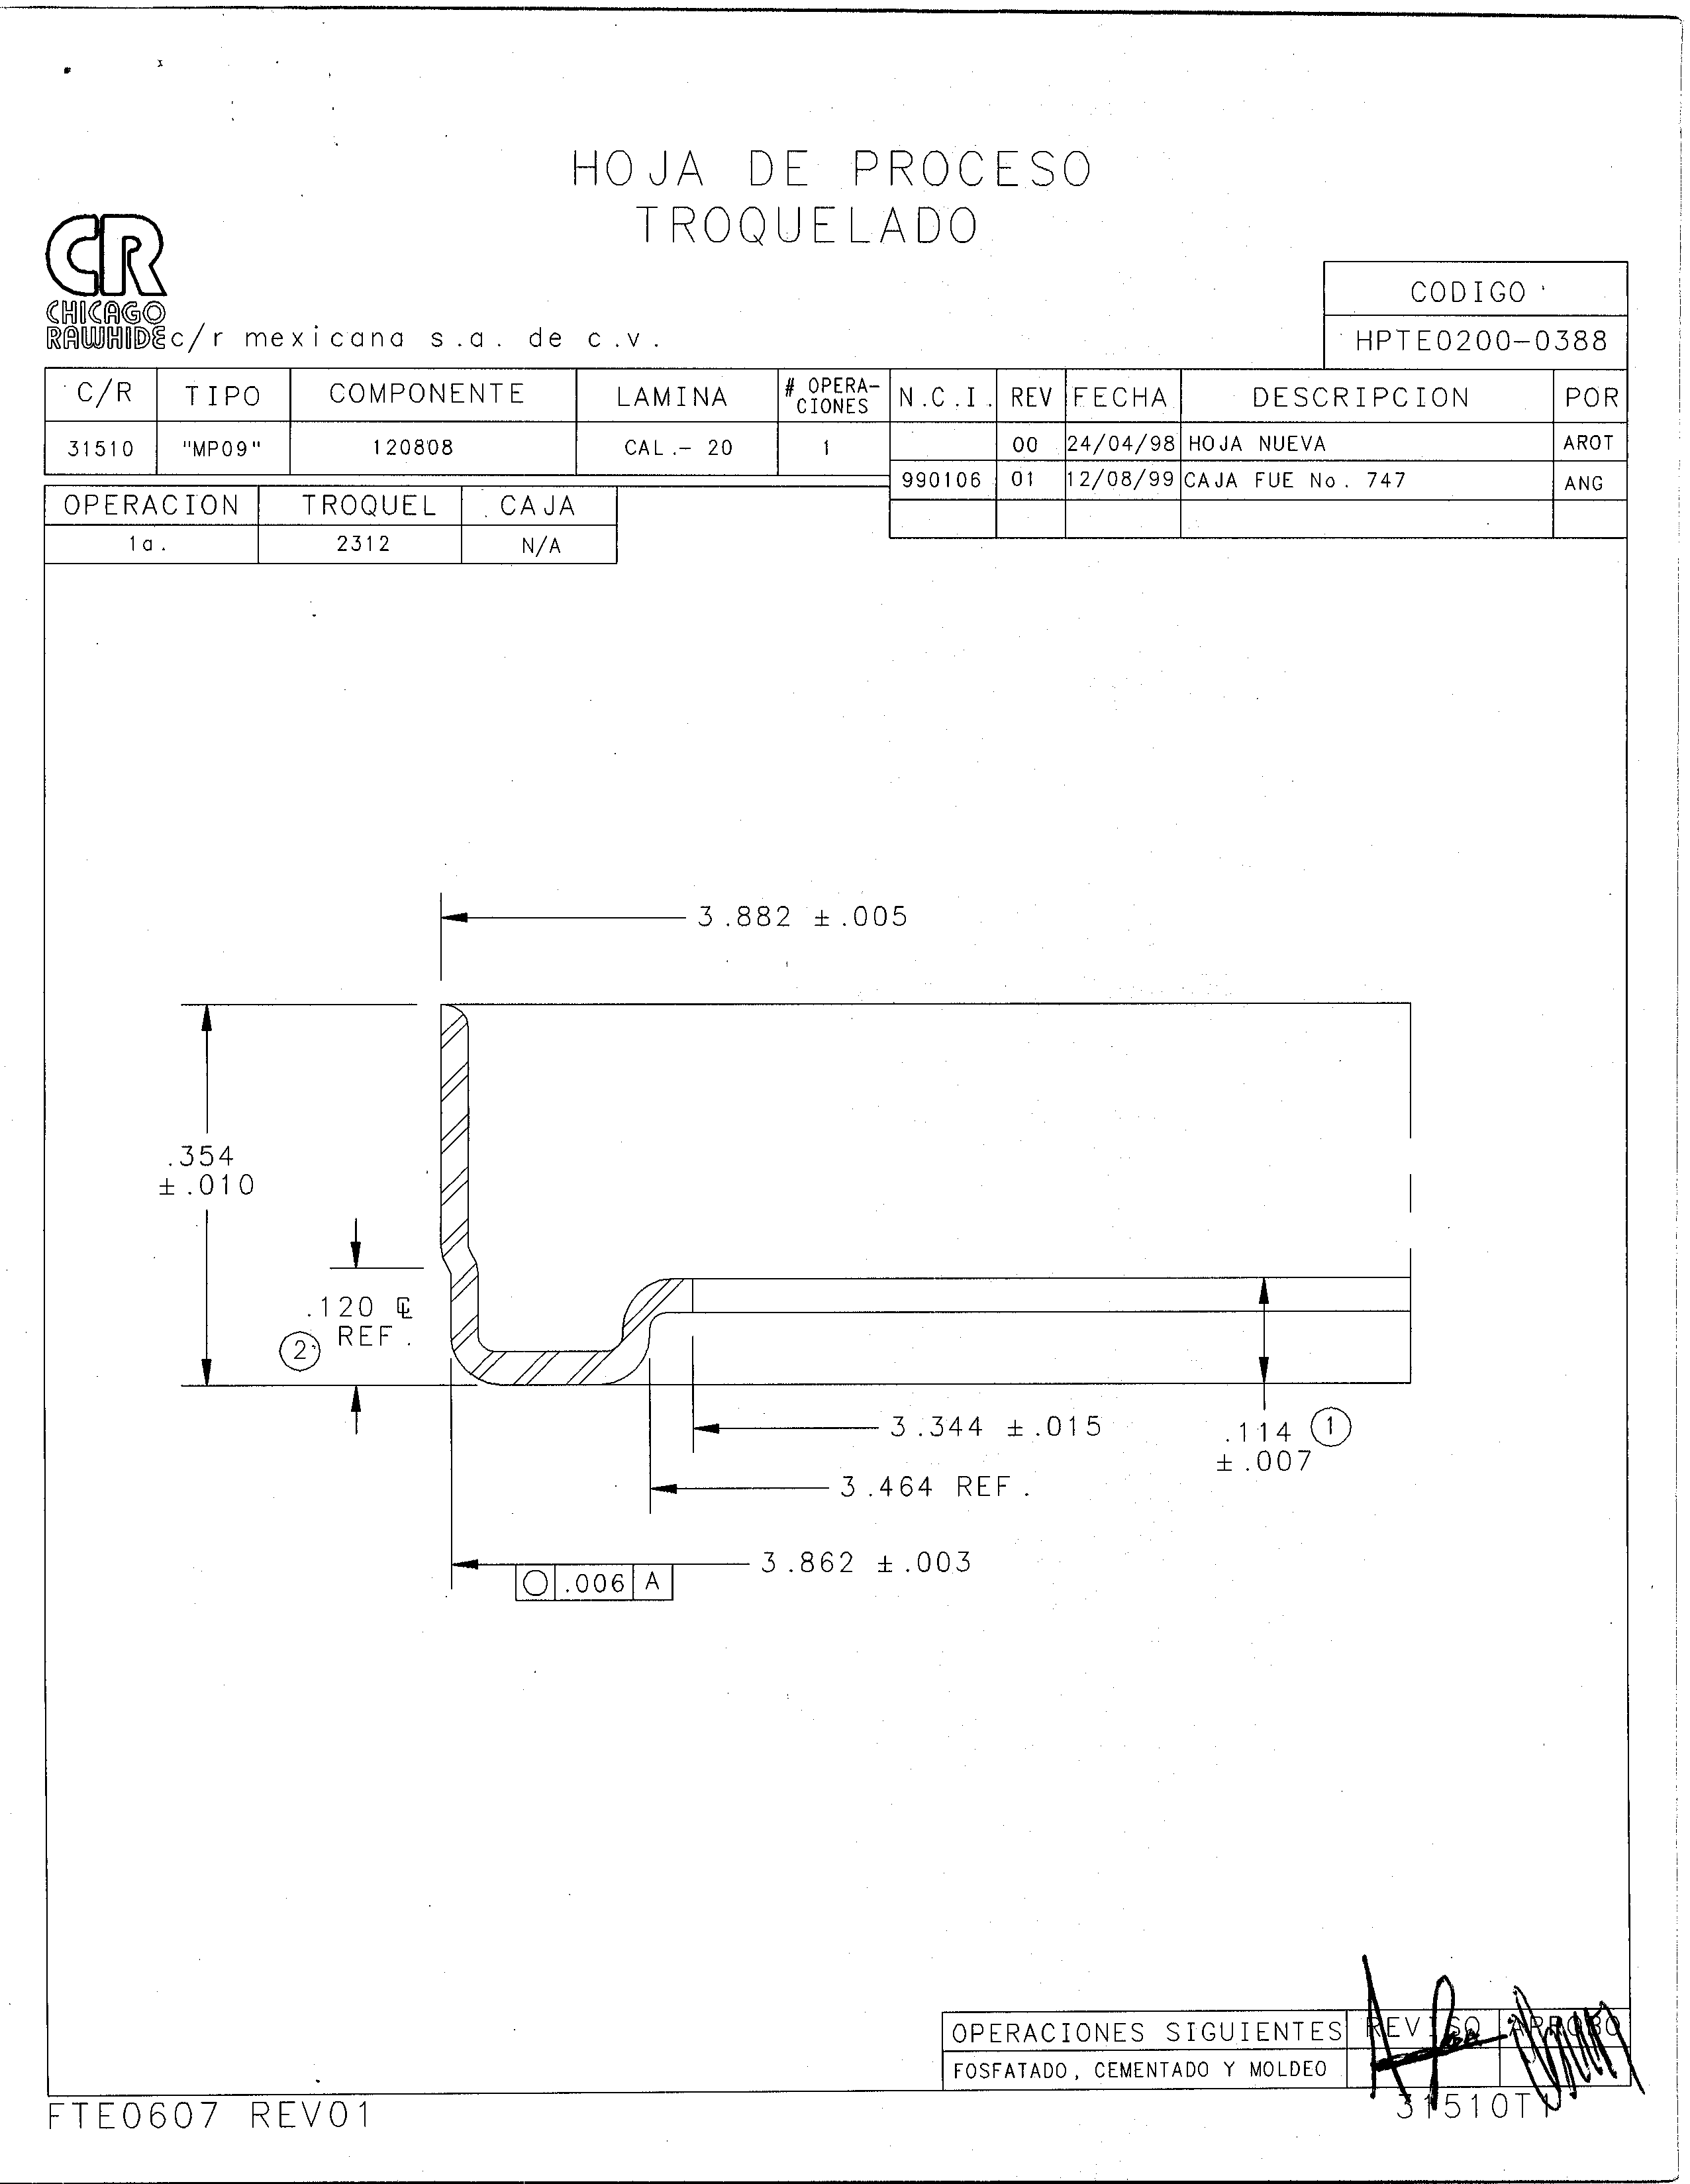 HOJA DE PROCESO
TROQUELADO
CR
CHICAGO
RAWHIDE c/r mexicana s.a. de c.v.
CODIGO
HPTE0200-0388
C/R TIPO COMPONENTE LAMINA # OPERA-CIONES N.C.I. REV FECHA DESCRIPCION POR
31510 "MP09" 120808 CAL.- 20 1 00 24/04/98 HOJA NUEVA AROT
990106 01 12/08/99 CAJA FUE No. 747 ANG
OPERACION TROQUEL CAJA
1a. 2312 N/A
3.882 ±.005
.354
±.010
.120 ℄
REF.
2
3.344 ±.015
.114 1
±.007
3.464 REF.
3.862 ±.003
○ .006 A
OPERACIONES SIGUIENTES REVISO APROBO
FOSFATADO, CEMENTADO Y MOLDEO
FTE0607 REV01
31510T1